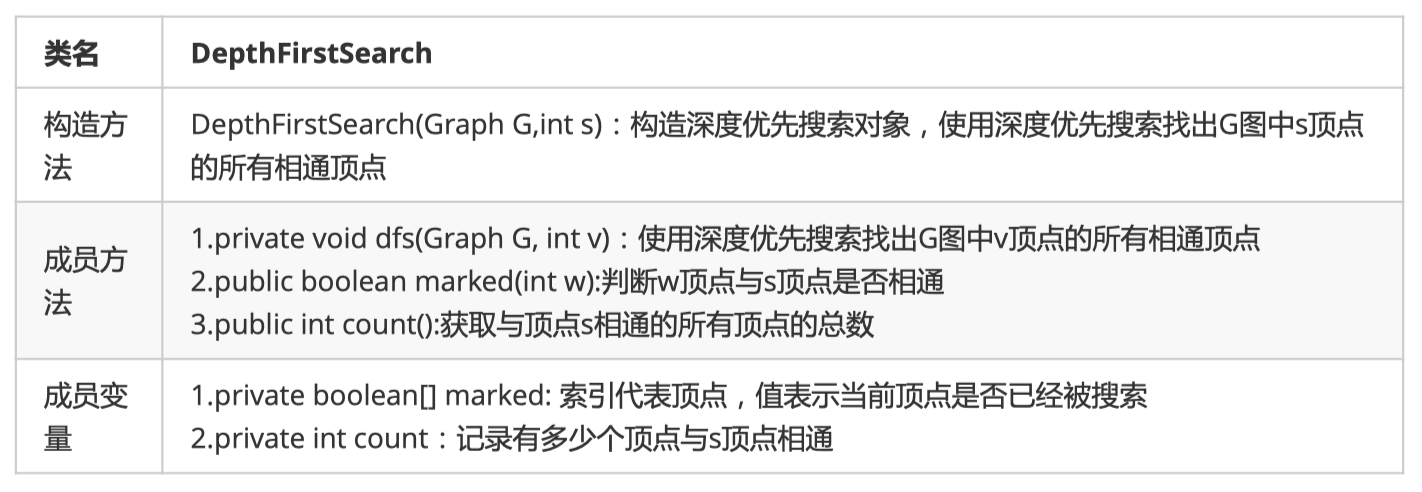 类名 DepthFirstSearch
构造方法 DepthFirstSearch(Graph G,int s)：构造深度优先搜索对象，使用深度优先搜索找出G图中s顶点
的所有相通顶点
成员方法 1.private void dfs(Graph G, int v)：使用深度优先搜索找出G图中v顶点的所有相通顶点
2.public boolean marked(int w):判断w顶点与s顶点是否相通
3.public int count():获取与顶点s相通的所有顶点的总数
成员变量 1.private boolean[] marked: 索引代表顶点，值表示当前顶点是否已经被搜索
2.private int count：记录有多少个顶点与s顶点相通